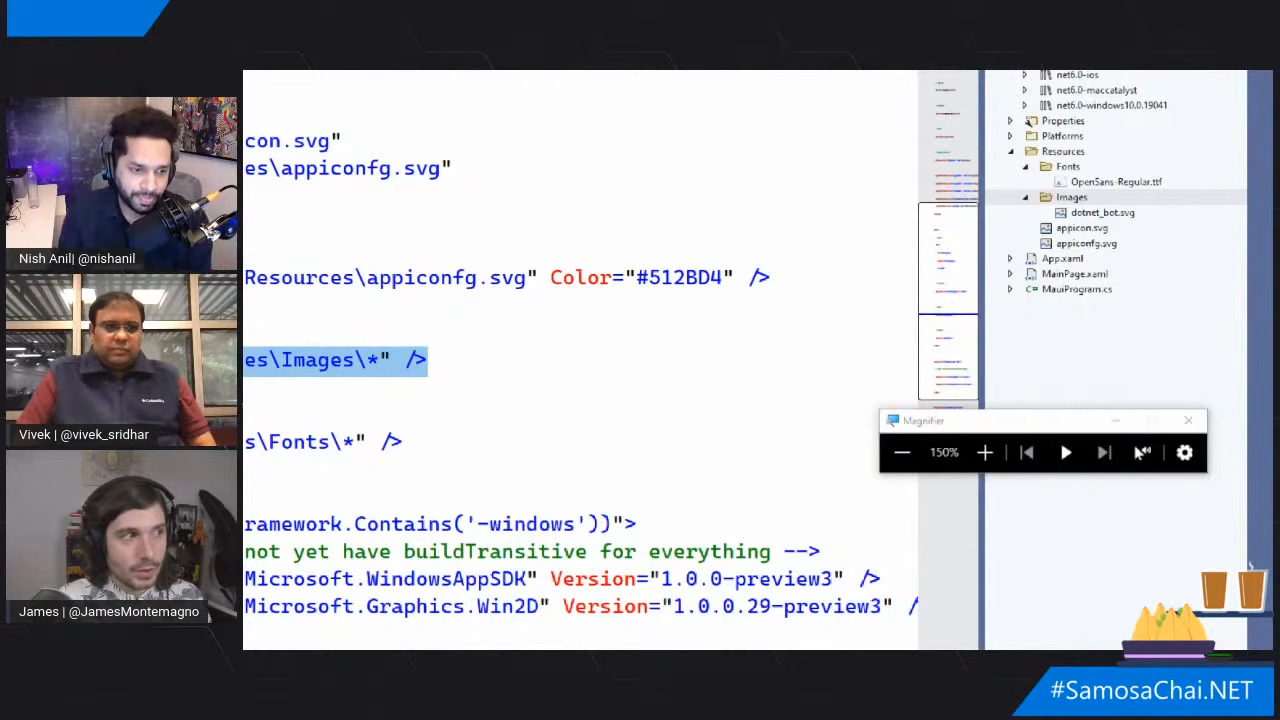 Nish Anil| @nishanil
Vivek | @vivek_sridhar
James | @JamesMontemagno
con.svg"
es\appiconfg.svg"
Resources\appiconfg.svg" Color="#512BD4" />
es\Images\*" />
s\Fonts\*" />
ramework.Contains('-windows'))">
not yet have buildTransitive for everything -->
Microsoft.WindowsAppSDK" Version="1.0.0-preview3" />
Microsoft.Graphics.Win2D" Version="1.0.0.29-preview3" /
net6.0-ios
net6.0-maccatalyst
net6.0-windows10.0.19041
Properties
Platforms
Resources
Fonts
OpenSans-Regular.ttf
Images
dotnet_bot.svg
appicon.svg
appiconfg.svg
App.xaml
MainPage.xaml
C# MauiProgram.cs
Magnifier
150%
#SamosaChai.NET